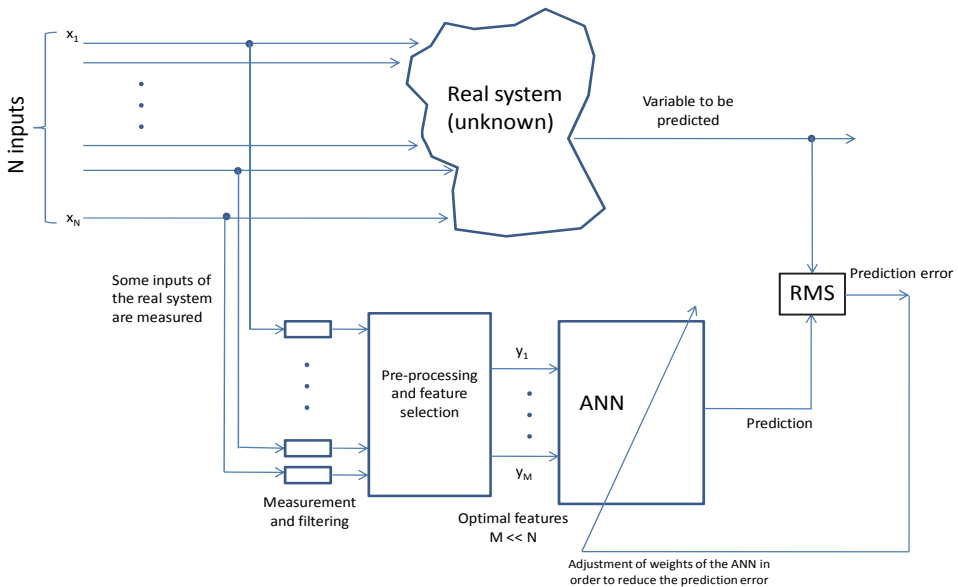 x1
N inputs
xN
Real system
(unknown)
Variable to be
predicted
Some inputs of
the real system
are measured
Prediction error
RMS
Pre-processing
and feature
selection
y1
yM
ANN
Prediction
Measurement
and filtering
Optimal features
M << N
Adjustment of weights of the ANN in
order to reduce the prediction error